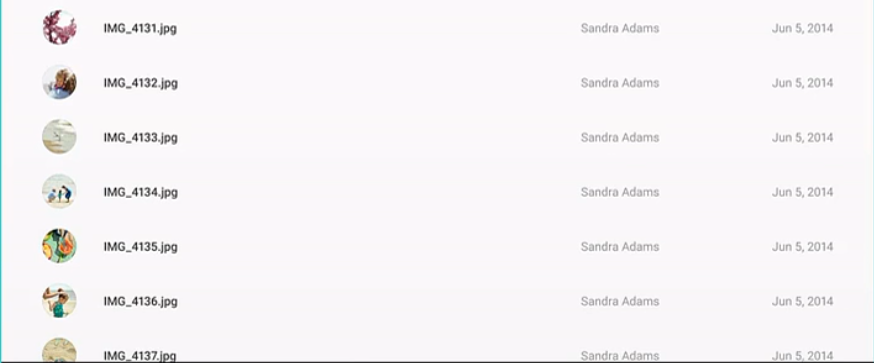 IMG_4131.jpg Sandra Adams Jun 5, 2014
IMG_4132.jpg Sandra Adams Jun 5, 2014
IMG_4133.jpg Sandra Adams Jun 5, 2014
IMG_4134.jpg Sandra Adams Jun 5, 2014
IMG_4135.jpg Sandra Adams Jun 5, 2014
IMG_4136.jpg Sandra Adams Jun 5, 2014
IMG_4137.jpg Sandra Adams Jun 5, 2014